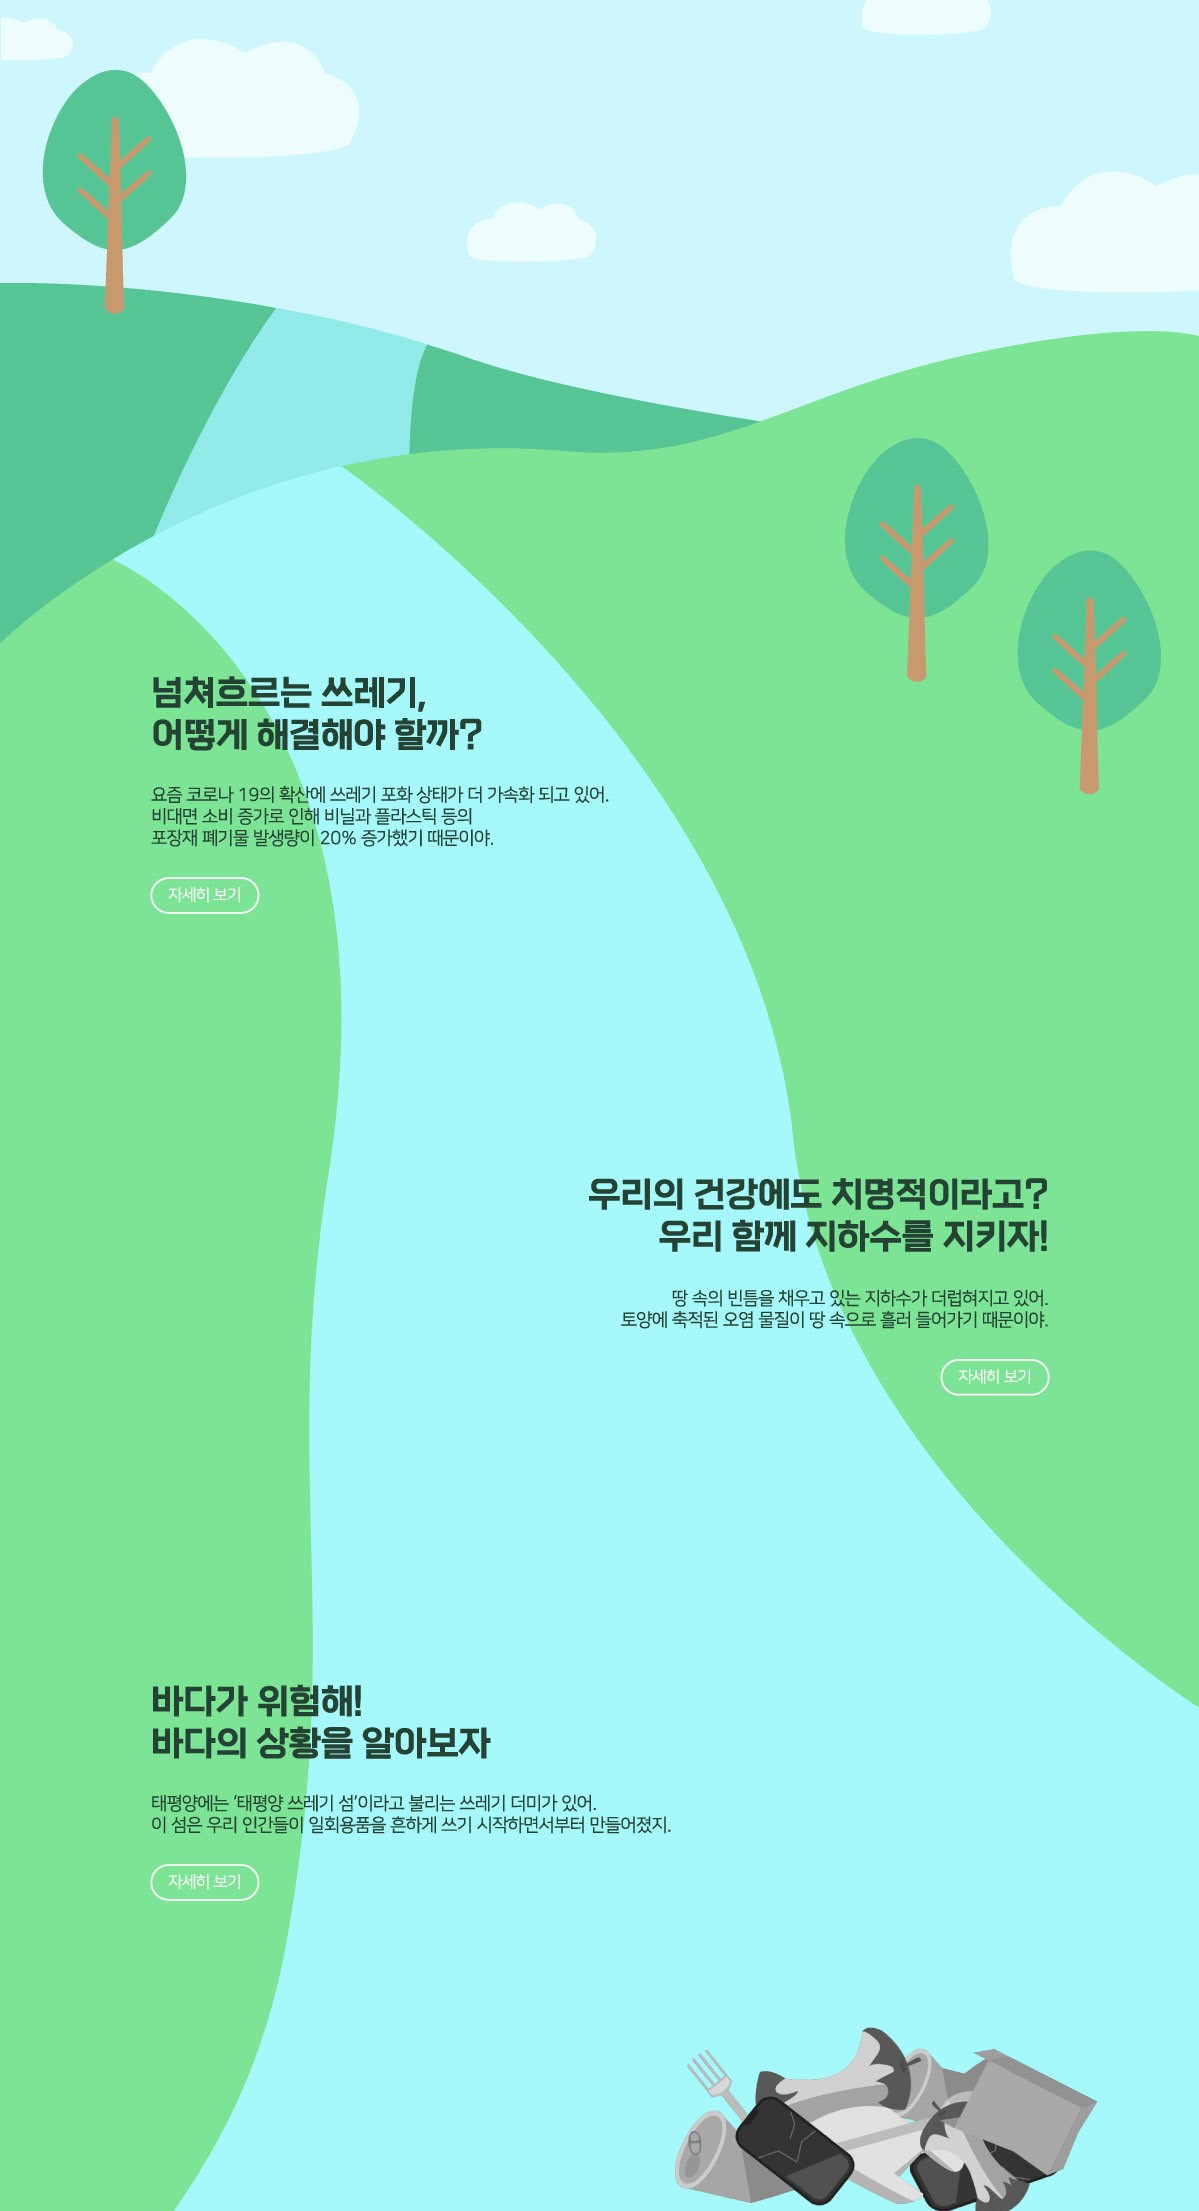 넘쳐흐르는 쓰레기,
어떻게 해결해야 할까?
요즘 코로나 19의 확산에 쓰레기 포화 상태가 더 가속화 되고 있어.
비대면 소비 증가로 인해 비닐과 플라스틱 등의
포장재 폐기물 발생량이 20% 증가했기 때문이야.
자세히 보기
우리의 건강에도 치명적이라고?
우리 함께 지하수를 지키자!
땅 속의 빈틈을 채우고 있는 지하수가 더럽혀지고 있어.
토양에 축적된 오염 물질이 땅 속으로 흘러 들어가기 때문이야.
자세히 보기
바다가 위험해!
바다의 상황을 알아보자
태평양에는 ‘태평양 쓰레기 섬’이라고 불리는 쓰레기 더미가 있어.
이 섬은 우리 인간들이 일회용품을 흔하게 쓰기 시작하면서부터 만들어졌지.
자세히 보기